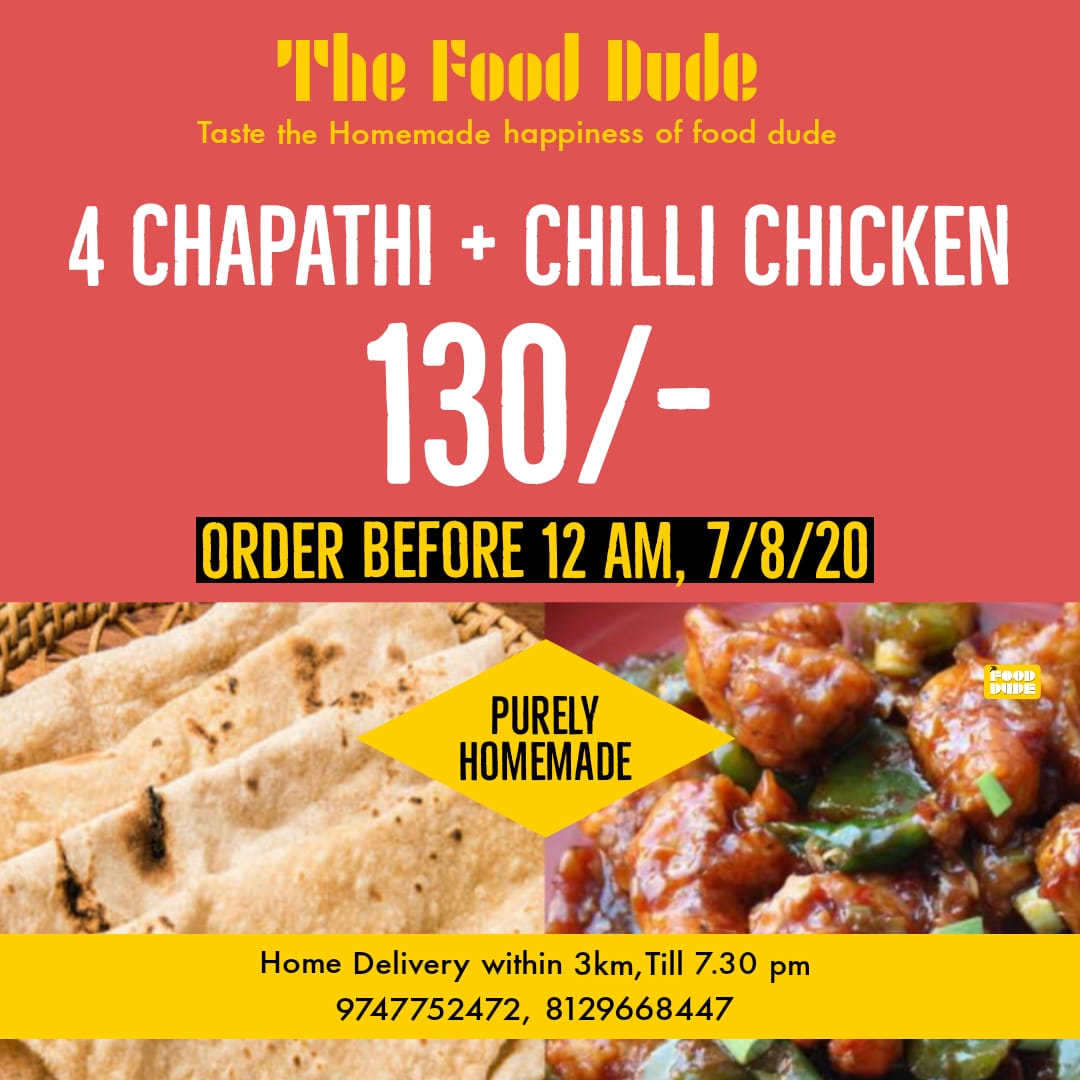 The Food Dude
Taste the Homemade happiness of food dude
4 CHAPATHI + CHILLI CHICKEN
130/-
ORDER BEFORE 12 AM, 7/8/20
FOOD
DUDE
PURELY
HOMEMADE
Home Delivery within 3km,Till 7.30 pm
9747752472, 8129668447